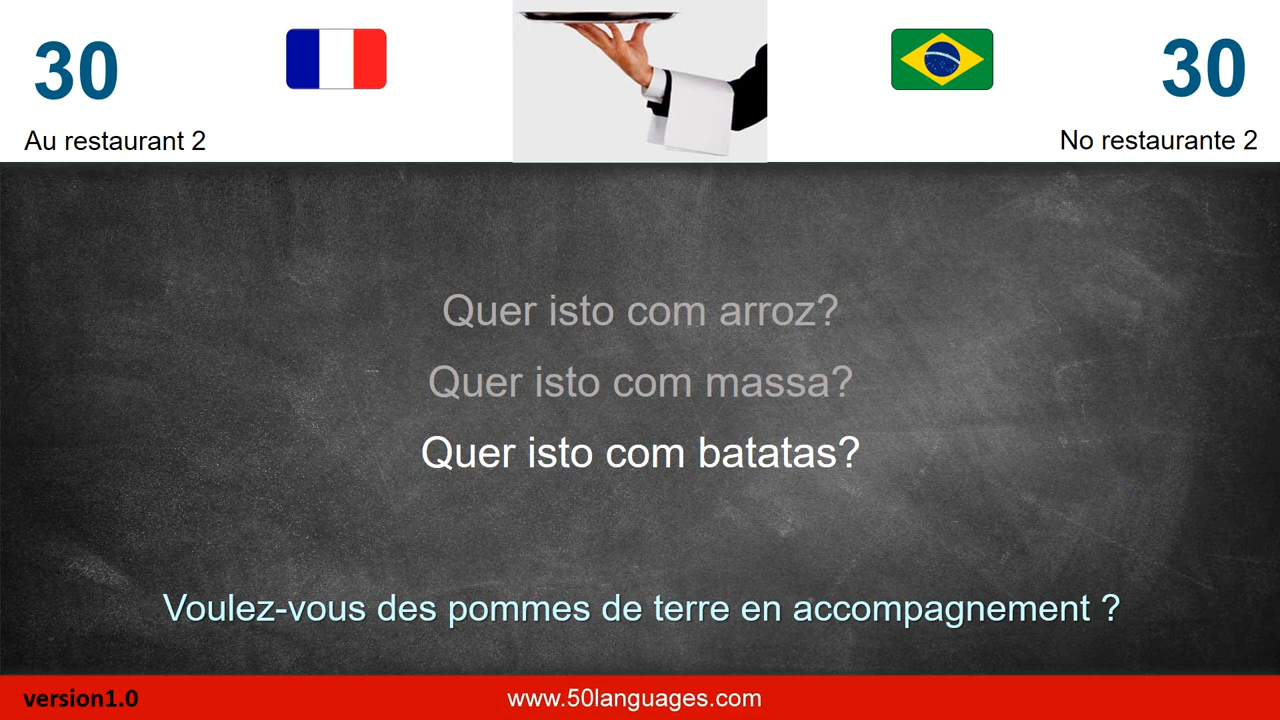 30
30
Au restaurant 2
No restaurante 2
Quer isto com arroz?
Quer isto com massa?
Quer isto com batatas?
Voulez-vous des pommes de terre en accompagnement ?
version1.0
www.50languages.com